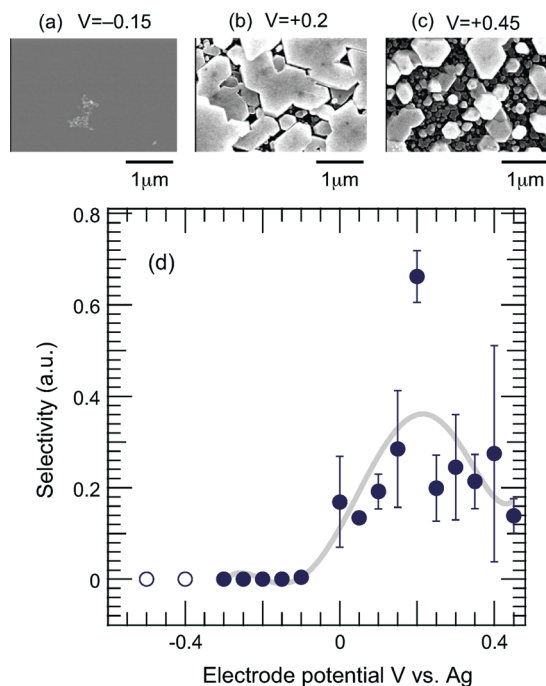 (a) V=–0.15
(b) V=+0.2
(c) V=+0.45
1μm
1μm
1μm
(d)
0.8
0.6
0.4
0.2
0
Selectivity (a.u.)
-0.4
0
0.4
Electrode potential V vs. Ag